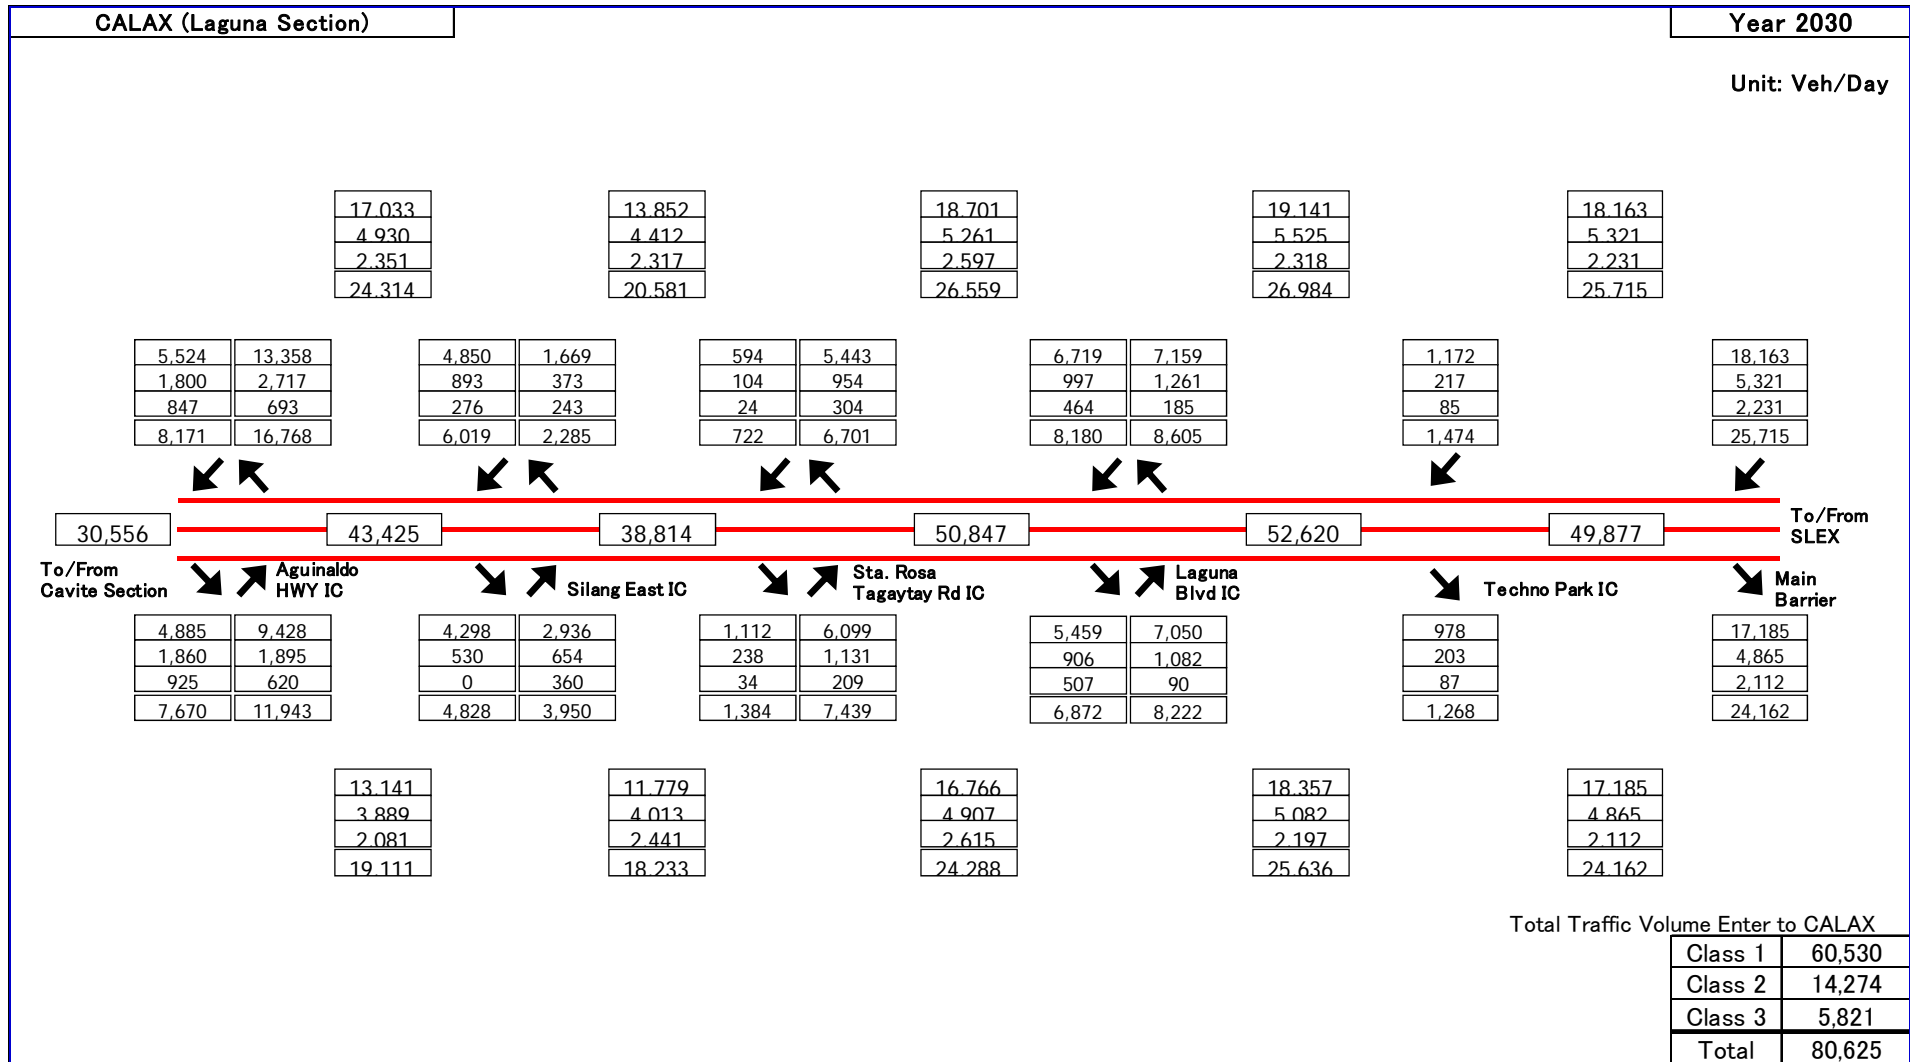 CALAX (Laguna Section)
Year 2030
Unit: Veh/Day
17,033 13,852 18,701 19,141 18,163
4,930 4,412 5,261 5,525 5,321
2,351 2,317 2,597 2,318 2,231
24,314 20,581 26,559 26,984 25,715
5,524 13,358 4,850 1,669 594 5,443 6,719 7,159 1,172 18,163
1,800 2,717 893 373 104 954 997 1,261 217 5,321
847 693 276 243 24 304 464 185 85 2,231
8,171 16,768 6,019 2,285 722 6,701 8,180 8,605 1,474 25,715
30,556 43,425 38,814 50,847 52,620 49,877
To/From
SLEX
To/From
Cavite Section
Aguinaldo
HWY IC
Silang East IC
Sta. Rosa
Tagaytay Rd IC
Laguna
Blvd IC
Techno Park IC
Main
Barrier
4,885 9,428 4,298 2,936 1,112 6,099 5,459 7,050 978 17,185
1,860 1,895 530 654 238 1,131 906 1,082 203 4,865
925 620 0 360 34 209 507 90 87 2,112
7,670 11,943 4,828 3,950 1,384 7,439 6,872 8,222 1,268 24,162
13,141 11,779 16,766 18,357 17,185
3,889 4,013 4,907 5,082 4,865
2,081 2,441 2,615 2,197 2,112
19,111 18,233 24,288 25,636 24,162
Total Traffic Volume Enter to CALAX
Class 1 60,530
Class 2 14,274
Class 3 5,821
Total 80,625